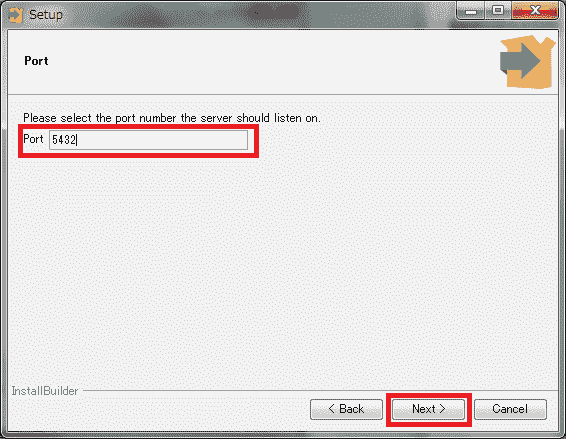 Setup
Port
Please select the port number the server should listen on.
Port 5432
InstallBuilder
< Back Next > Cancel